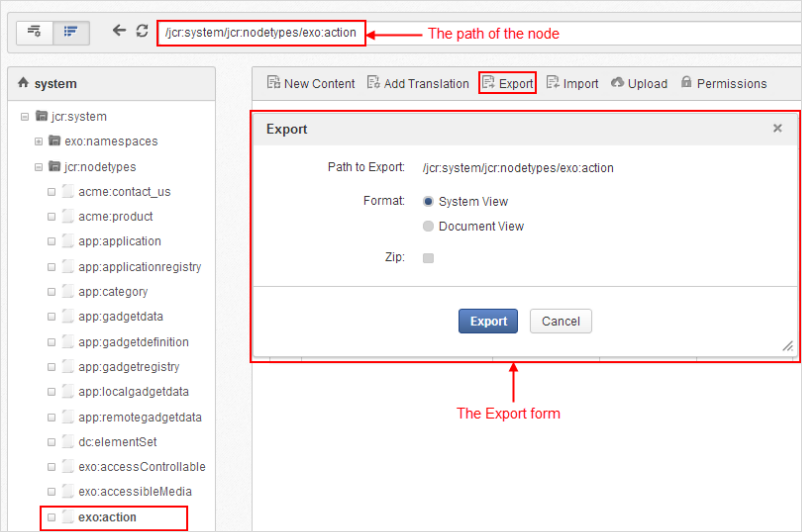 /jcr:system/jcr:nodetypes/exo:action
The path of the node
system
New Content
Add Translation
Export
Import
Upload
Permissions
jcr:system
exo:namespaces
jcr:nodetypes
acme:contact_us
acme:product
app:application
app:applicationregistry
app:category
app:gadgetdata
app:gadgetdefinition
app:gadgetregistry
app:localgadgetdata
app:remotegadgetdata
dc:elementSet
exo:accessControllable
exo:accessibleMedia
exo:action
Export
Path to Export: /jcr:system/jcr:nodetypes/exo:action
Format: System View
Document View
Zip:
Export Cancel
The Export form